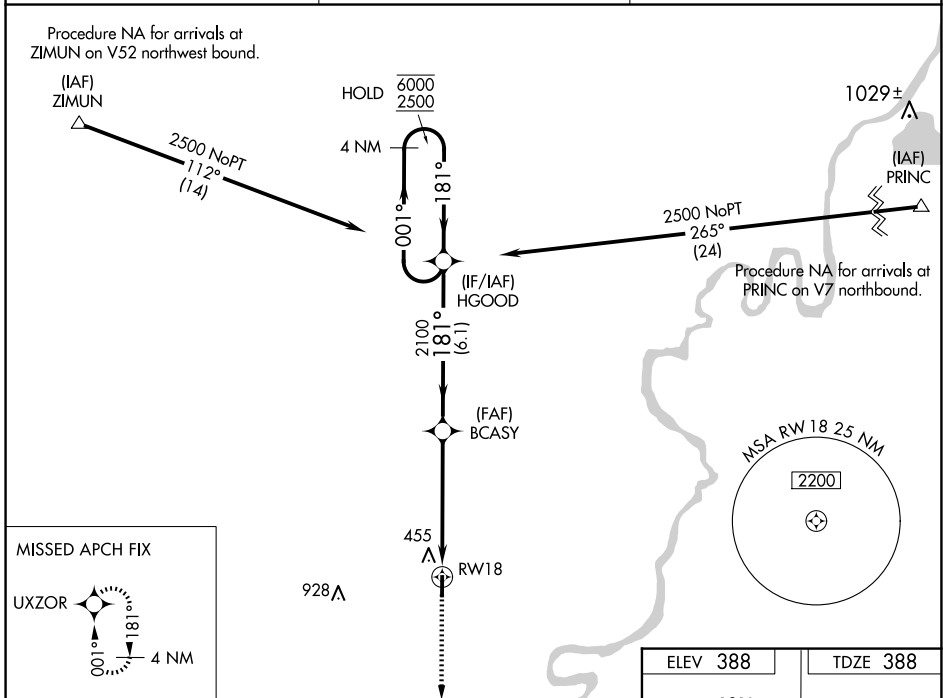 Procedure NA for arrivals at
ZIMUN on V52 northwest bound.
(IAF)
ZIMUN
2500 NoPT
112°
(14)
HOLD
6000
2500
4 NM
001°
181°
(IF/IAF)
HGOOD
1029±
(IAF)
PRINC
2500 NoPT
265°
(24)
Procedure NA for arrivals at
PRINC on V7 northbound.
2100
181°
(6.1)
(FAF)
BCASY
MSA RW 18 25 NM
2200
455
RW18
928
MISSED APCH FIX
UXZOR
001°
181°
4 NM
ELEV 388
TDZE 388